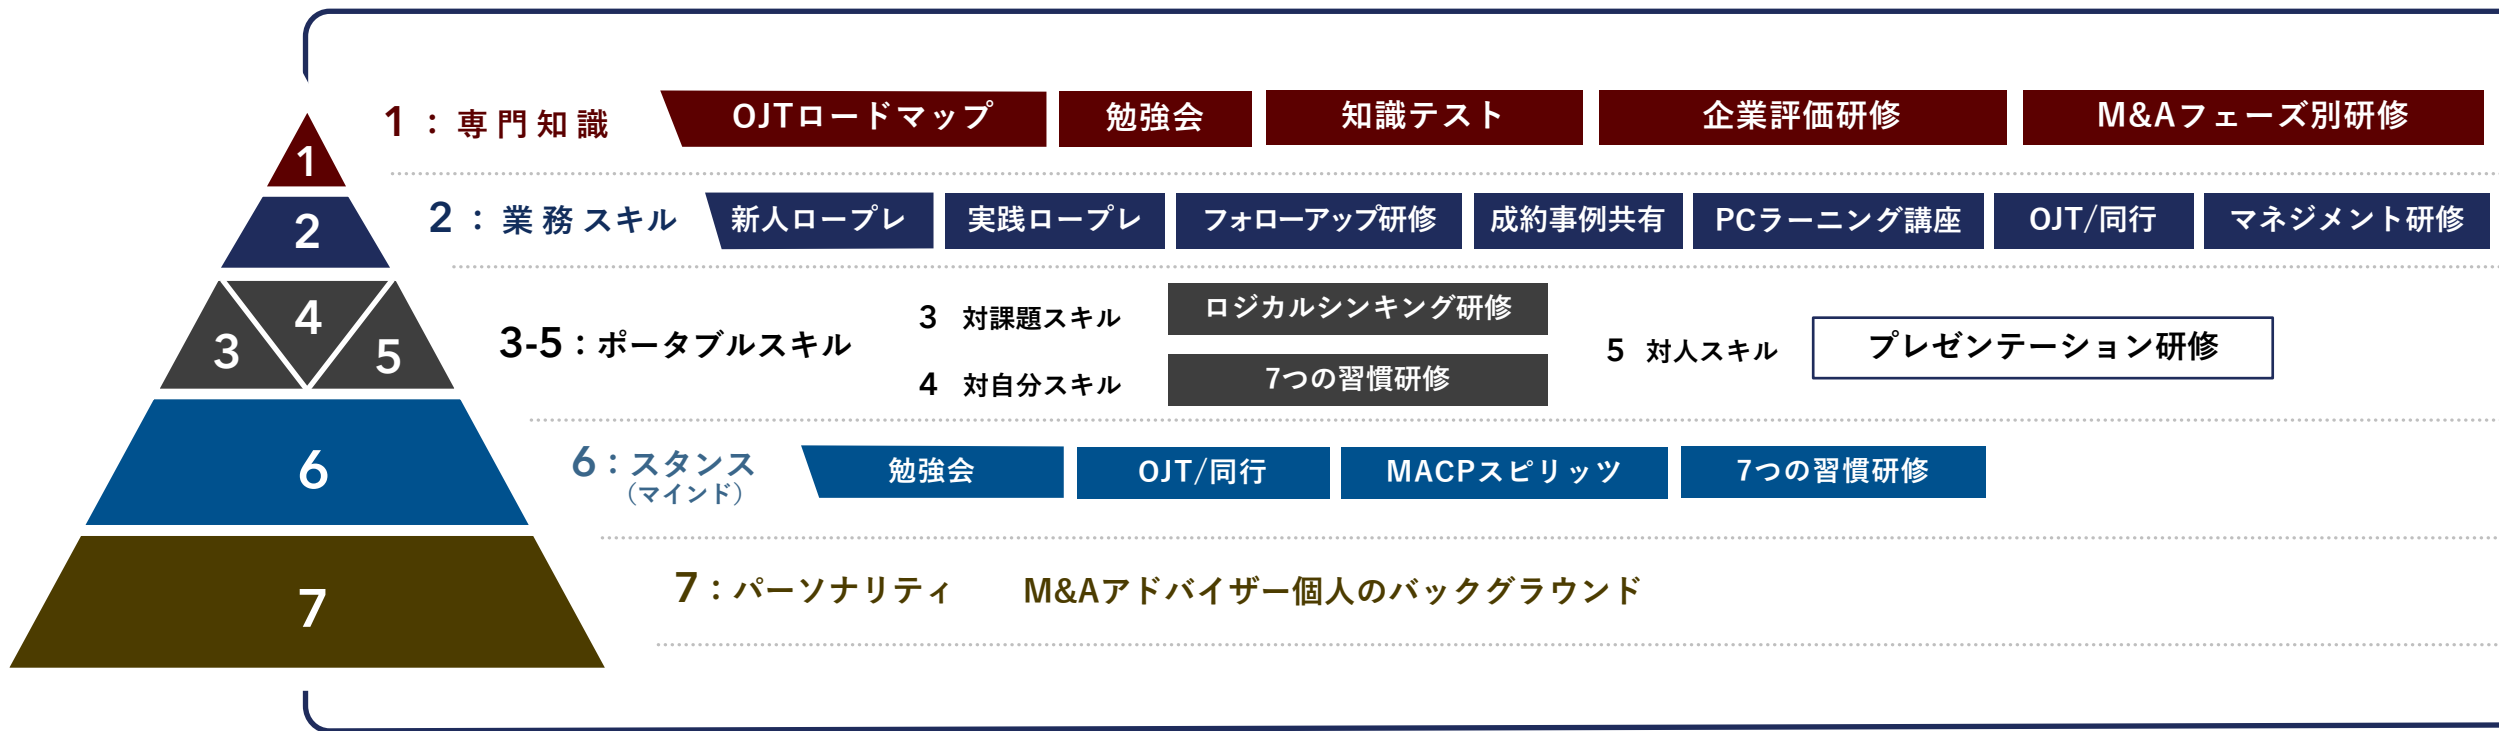 1：専門知識
OJTロードマップ
勉強会
知識テスト
企業評価研修
M&Aフェーズ別研修
1
2：業務スキル
新人ロープレ
実践ロープレ
フォローアップ研修
成約事例共有
PCラーニング講座
OJT/同行
マネジメント研修
2
3-5：ポータブルスキル
3 対課題スキル
ロジカルシンキング研修
4 対自分スキル
7つの習慣研修
5 対人スキル
プレゼンテーション研修
3
4
5
6：スタンス
（マインド）
勉強会
OJT/同行
MACPスピリッツ
7つの習慣研修
6
7：パーソナリティ
M&Aアドバイザー個人のバックグラウンド
7